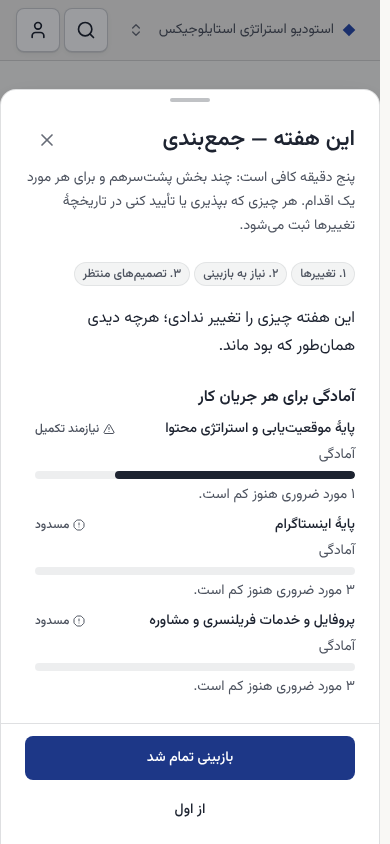 استودیو استراتژی استایلوجیکس
این هفته — جمع‌بندی
پنج دقیقه کافی است: چند بخش پشت‌سرهم و برای هر مورد
یک اقدام. هر چیزی که بپذیری یا تأیید کنی در تاریخچهٔ
تغییرها ثبت می‌شود.
۱. تغییرها
۲. نیاز به بازبینی
۳. تصمیم‌های منتظر
این هفته چیزی را تغییر ندادی؛ هرچه دیدی
همان‌طور که بود ماند.
آمادگی برای هر جریان کار
پایهٔ موقعیت‌یابی و استراتژی محتوا
نیازمند تکمیل
آمادگی
۱ مورد ضروری هنوز کم است.
پایهٔ اینستاگرام
مسدود
آمادگی
۳ مورد ضروری هنوز کم است.
پروفایل و خدمات فریلنسری و مشاوره
مسدود
آمادگی
۳ مورد ضروری هنوز کم است.
بازبینی تمام شد
از اول